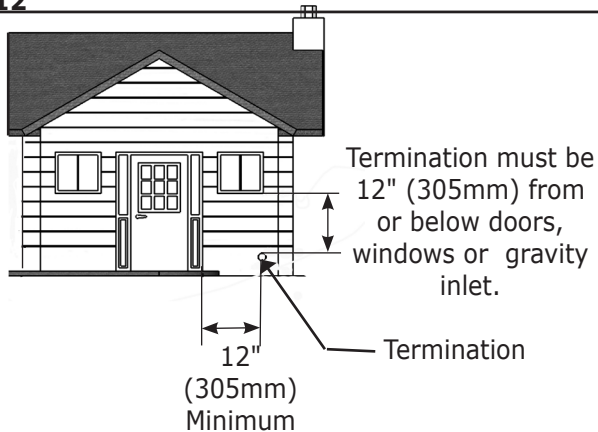 12
Termination must be
12" (305mm) from
or below doors,
windows or gravity
inlet.
Termination
12"
(305mm)
Minimum